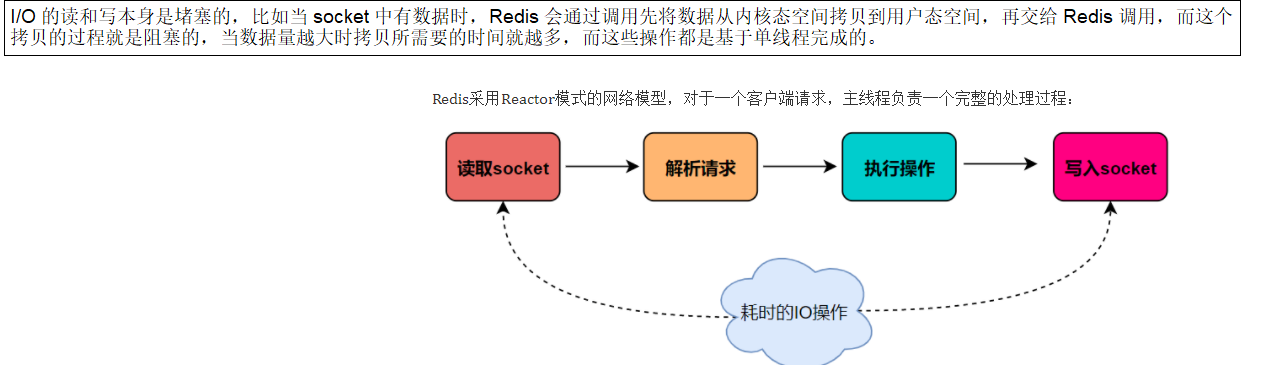 I/O 的读和写本身是堵塞的，比如当 socket 中有数据时，Redis 会通过调用先将数据从内核态空间拷贝到用户态空间，再交给 Redis 调用，而这个
拷贝的过程就是阻塞的，当数据量越大时拷贝所需要的时间就越多，而这些操作都是基于单线程完成的。
Redis采用Reactor模式的网络模型，对于一个客户端请求，主线程负责一个完整的处理过程：
读取socket
解析请求
执行操作
写入socket
耗时的IO操作